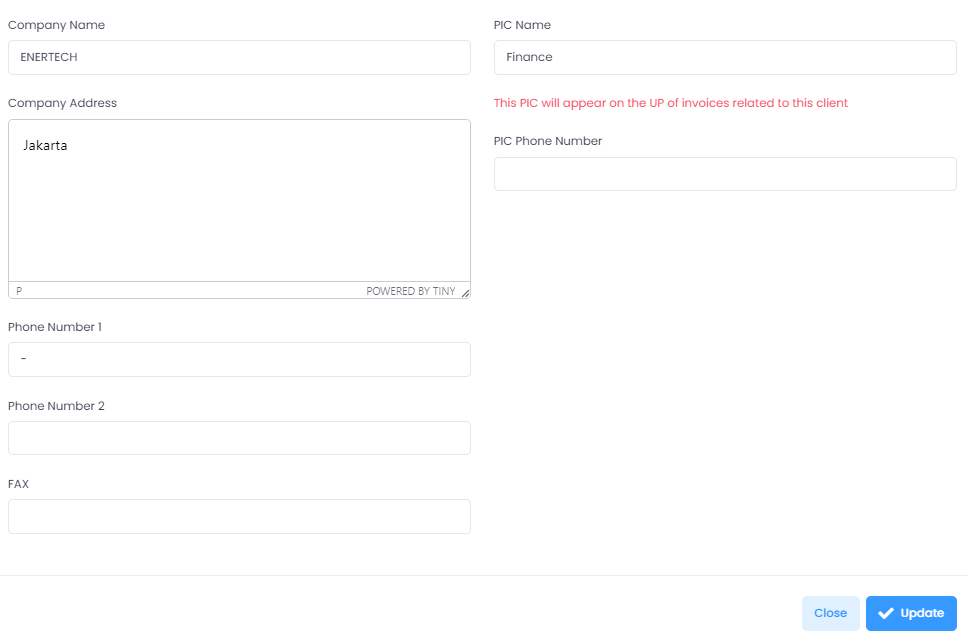 Company Name
ENERTECH
Company Address
Jakarta
P
POWERED BY TINY
Phone Number 1
-
Phone Number 2
FAX
PIC Name
Finance
This PIC will appear on the UP of invoices related to this client
PIC Phone Number
Close
Update